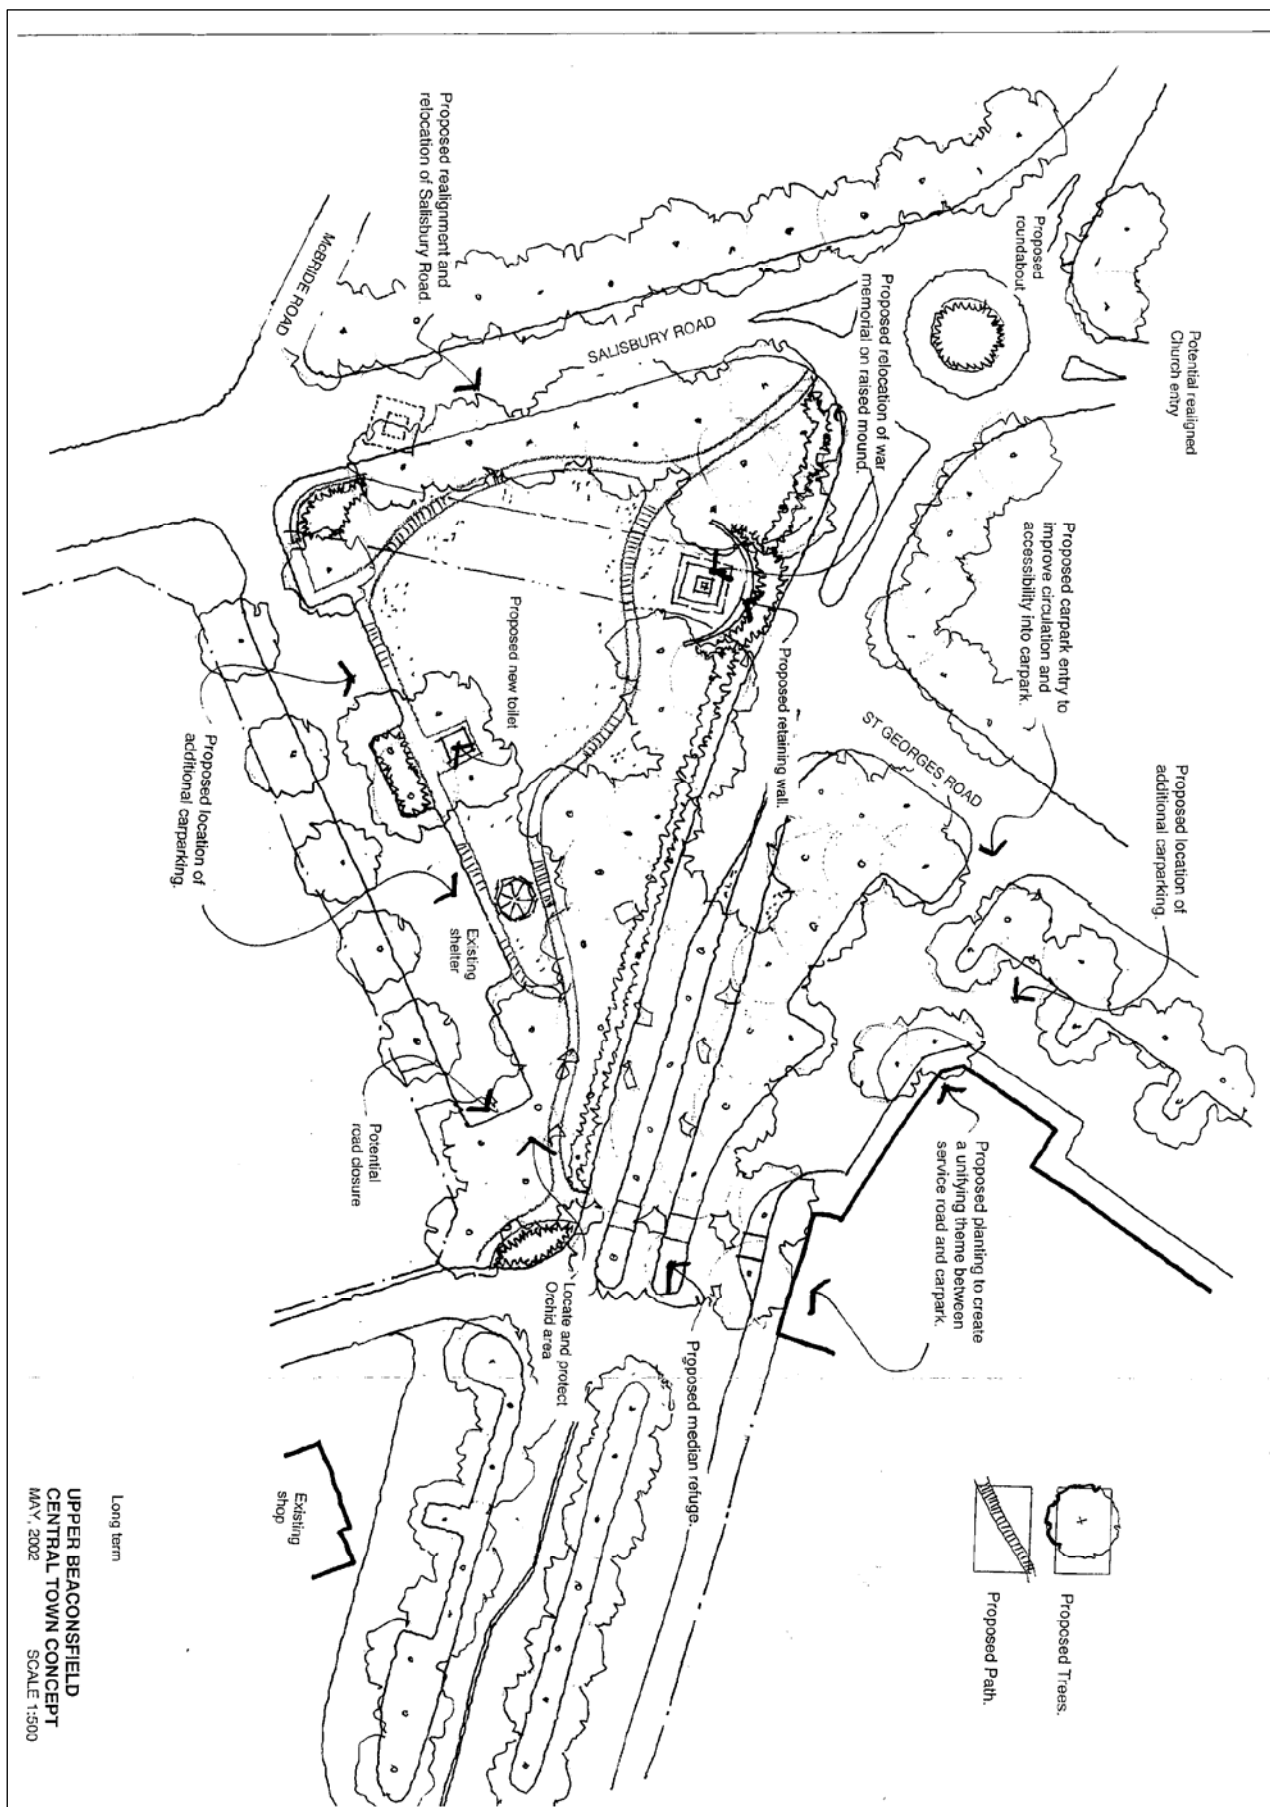 Potential realigned
Church entry
Proposed
roundabout
Proposed relocation of war
memorial on raised mound.
Proposed realignment and
relocation of Salisbury Road.
McBRIDE ROAD
SALISBURY ROAD
Proposed carpark entry to
improve circulation and
accessibility into carpark.
ST GEORGES ROAD
Proposed location of
additional carparking.
Proposed retaining wall.
Proposed new toilet
Proposed location of
additional carparking.
Existing
shelter
Potential
road closure
Proposed planting to create
a unifying theme between
service road and carpark.
Locate and protect
Orchid area
Proposed median refuge.
Existing
shop
Proposed Trees.
Proposed Path.
Long term
UPPER BEACONSFIELD
CENTRAL TOWN CONCEPT
MAY, 2002 SCALE 1:500